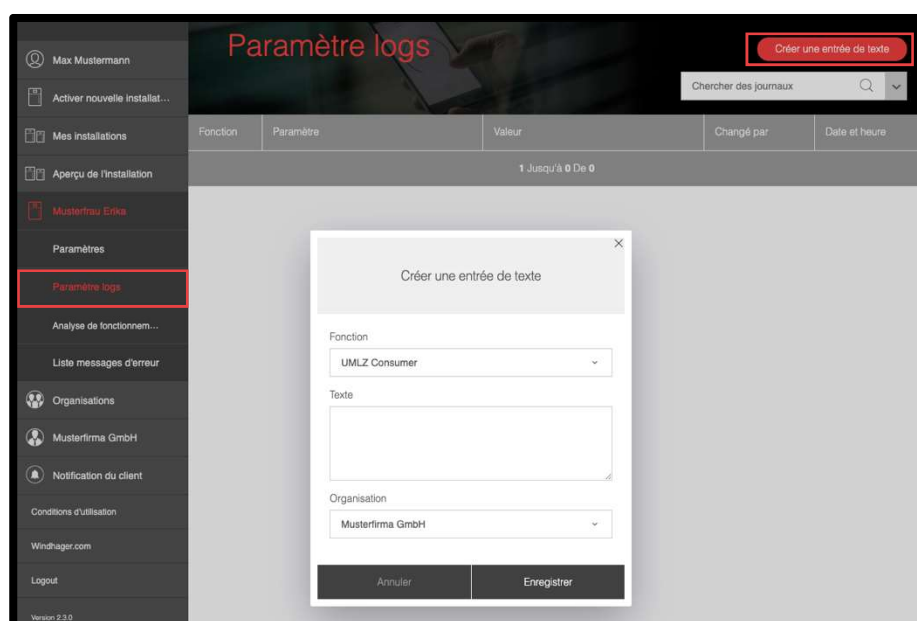 Paramètre logs
Créer une entrée de texte
Chercher des journaux
Max Mustermann
Activer nouvelle installat...
Mes installations
Aperçu de l'installation
Musterfrau Erika
Paramètres
Paramètre logs
Analyse de fonctionnem...
Liste messages d'erreur
Organisations
Musterfirma GmbH
Notification du client
Conditions d'utilisation
Windhager.com
Logout
Version 2.3.0
Fonction Paramètre Valeur Changé par Date et heure
1 Jusqu'à 0 De 0
Créer une entrée de texte
Fonction
UMLZ Consumer
Texte
Organisation
Musterfirma GmbH
Annuler Enregistrer